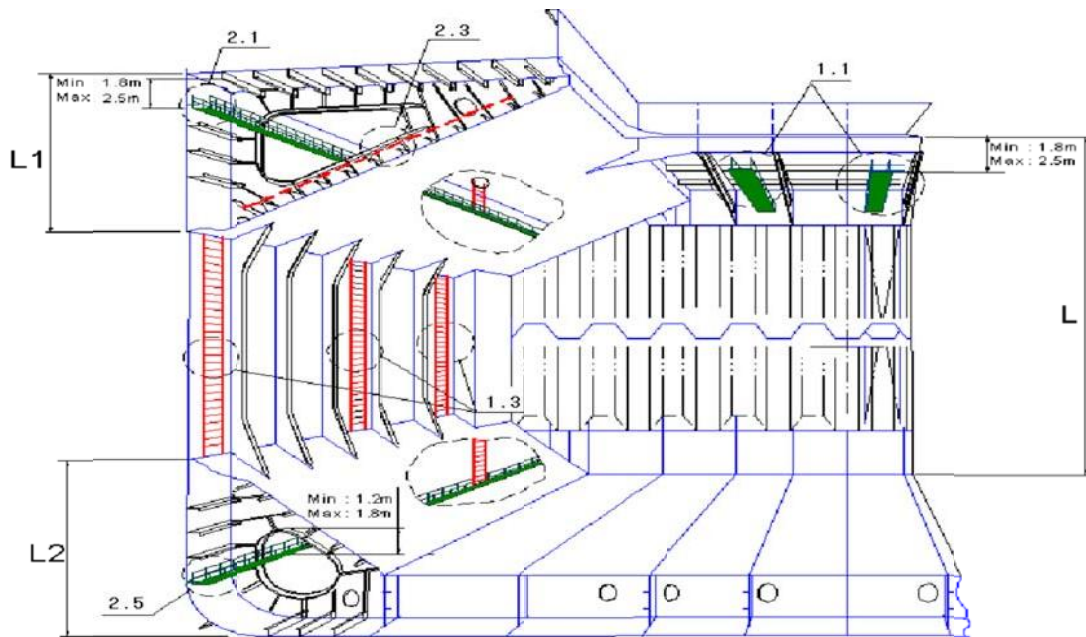 2.1
2.3
1.1
Min 1.8m
Max 2.5m
Min : 1.8m
Max: 2.5m
L1
L
1.3
Min : 1.2m
Max: 1.8m
L2
2.5